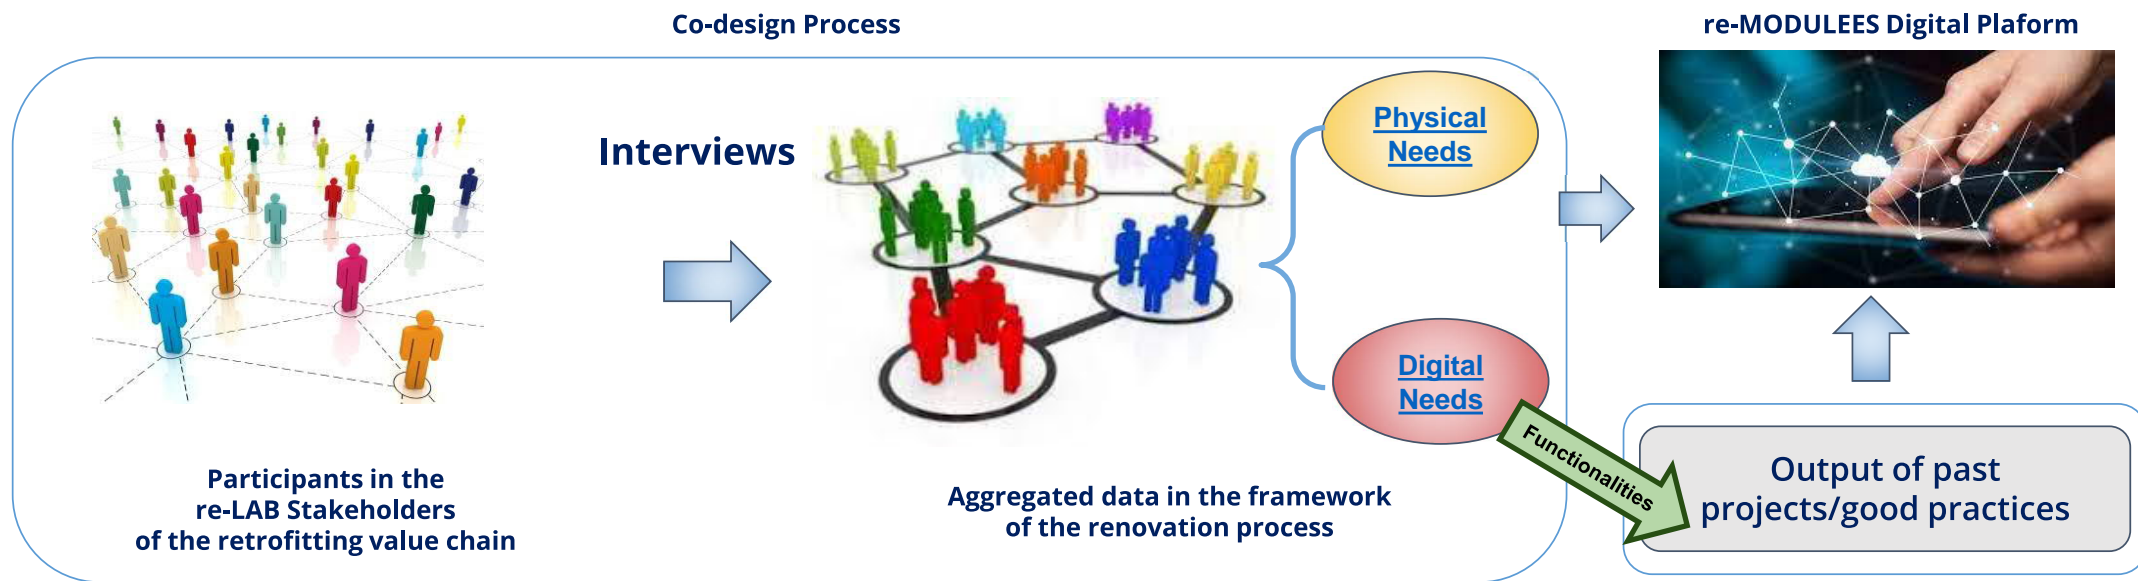 Co-design Process
re-MODULEES Digital Plaform
Interviews
Physical
Needs
Digital
Needs
Functionalities
Participants in the
re-LAB Stakeholders
of the retrofitting value chain
Aggregated data in the framework
of the renovation process
Output of past
projects/good practices